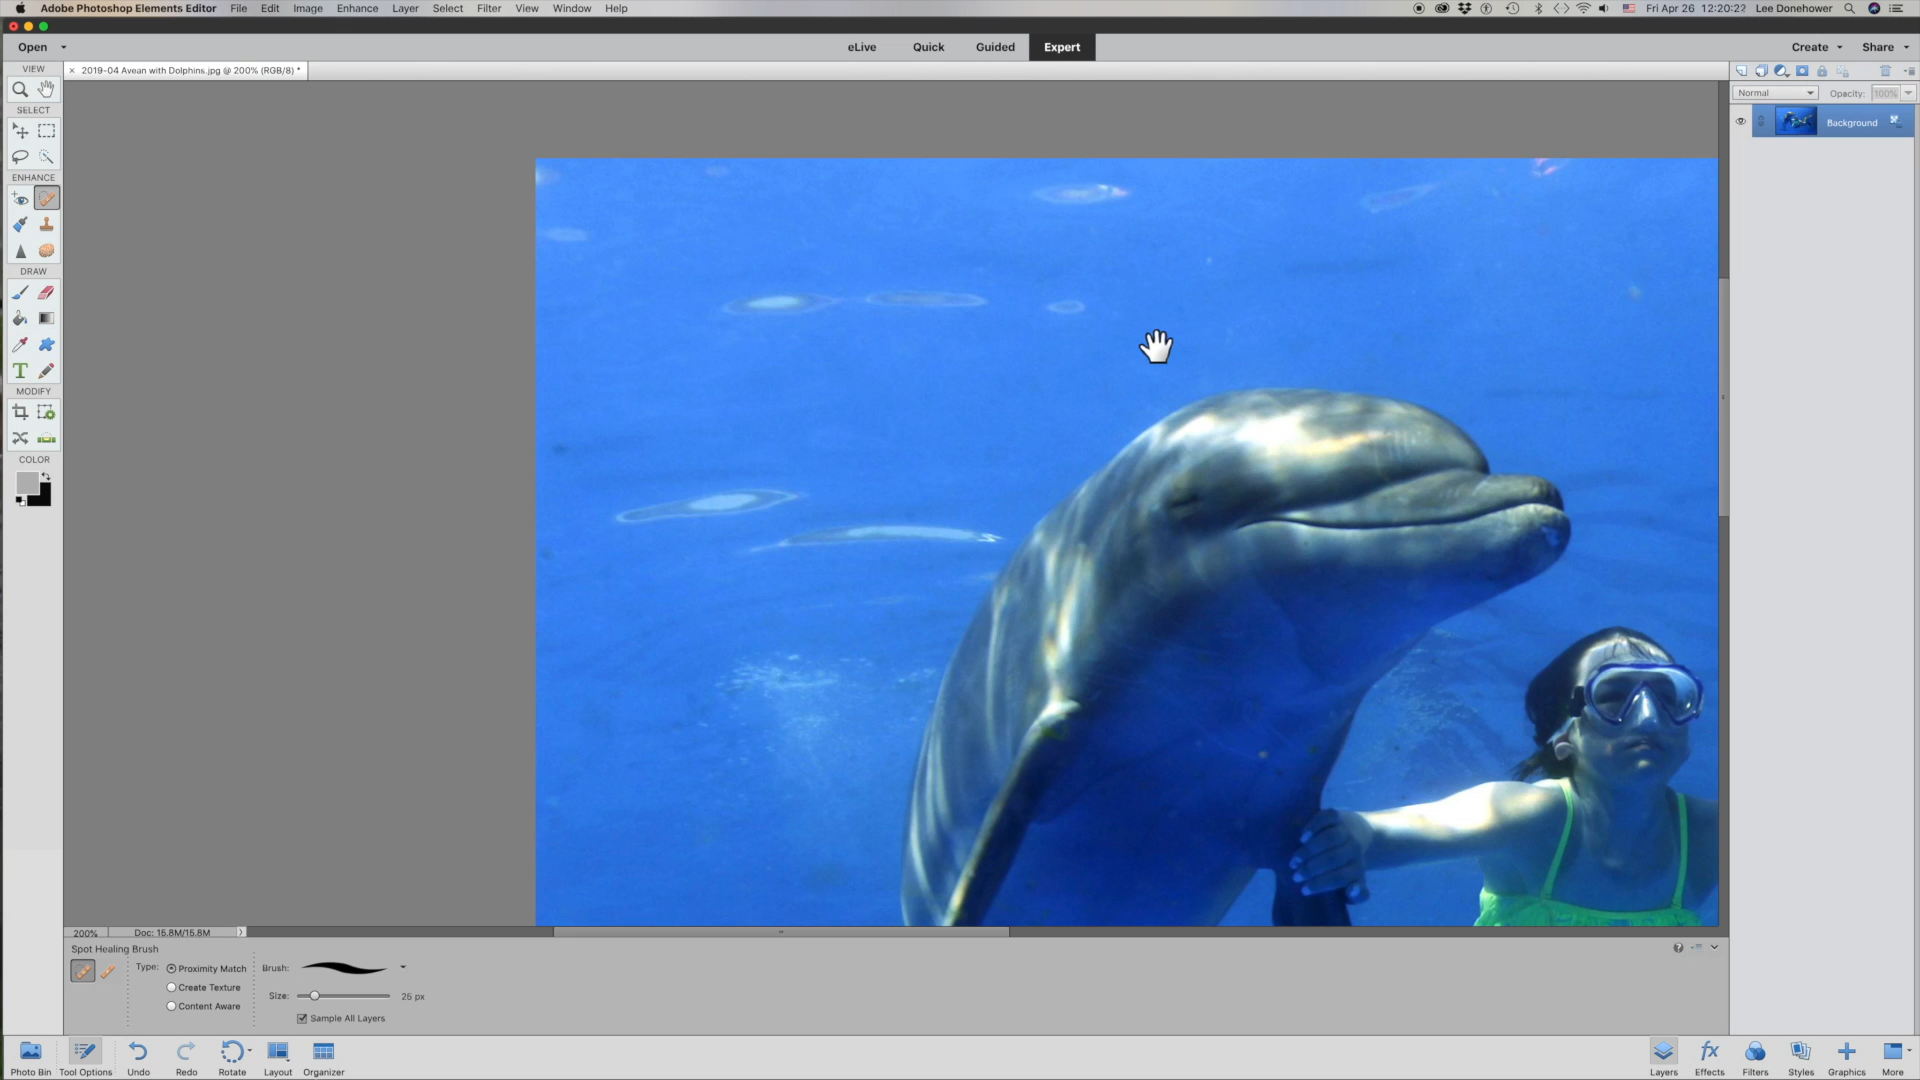 Adobe Photoshop Elements Editor File Edit Image Enhance Layer Select Filter View Window Help Fri Apr 26 12:20:22 Lee Donehower
Open eLive Quick Guided Expert Create Share
VIEW × 2019-04 Avean with Dolphins.jpg @ 200% (RGB/8) *
Normal Opacity: 100%
SELECT
Background
ENHANCE
DRAW
T
MODIFY
COLOR
200% Doc: 15.8M/15.8M
Spot Healing Brush
Type: Proximity Match Brush:
Create Texture
Size: 25 px
Content Aware
Sample All Layers
fx
Photo Bin Tool Options Undo Redo Rotate Layout Organizer Layers Effects Filters Styles Graphics More